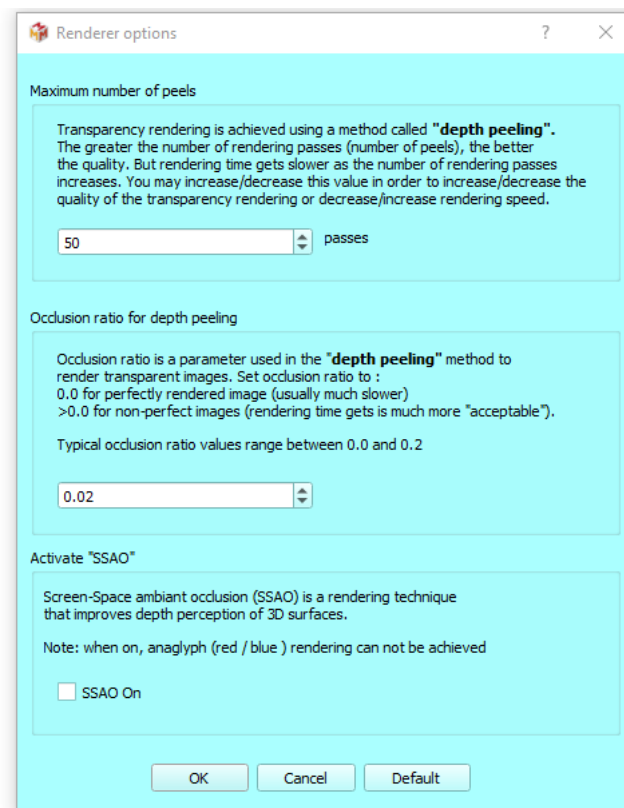 Renderer options
?
Maximum number of peels
Transparency rendering is achieved using a method called "depth peeling".
The greater the number of rendering passes (number of peels), the better
the quality. But rendering time gets slower as the number of rendering passes
increases. You may increase/decrease this value in order to increase/decrease the
quality of the transparency rendering or decrease/increase rendering speed.
50 passes
Occlusion ratio for depth peeling
Occlusion ratio is a parameter used in the "depth peeling" method to
render transparent images. Set occlusion ratio to :
0.0 for perfectly rendered image (usually much slower)
>0.0 for non-perfect images (rendering time gets is much more "acceptable").
Typical occlusion ratio values range between 0.0 and 0.2
0.02
Activate "SSAO"
Screen-Space ambiant occlusion (SSAO) is a rendering technique
that improves depth perception of 3D surfaces.
Note: when on, anaglyph (red / blue ) rendering can not be achieved
SSAO On
OK Cancel Default